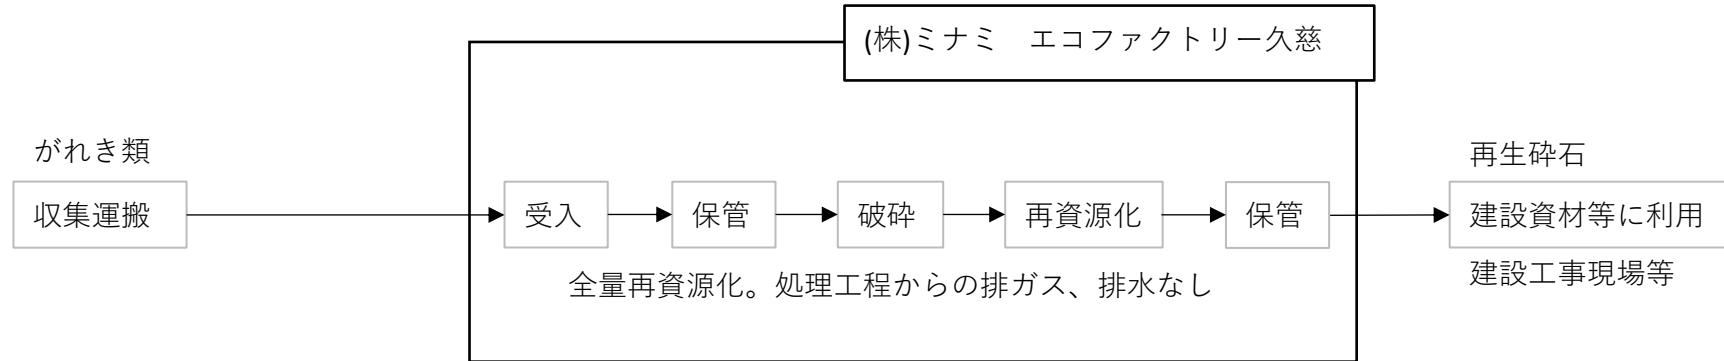 (株)ミナミ　エコファクトリー久慈
がれき類
再生砕石
収集運搬
受入
保管
破砕
再資源化
保管
建設資材等に利用
全量再資源化。処理工程からの排ガス、排水なし
建設工事現場等